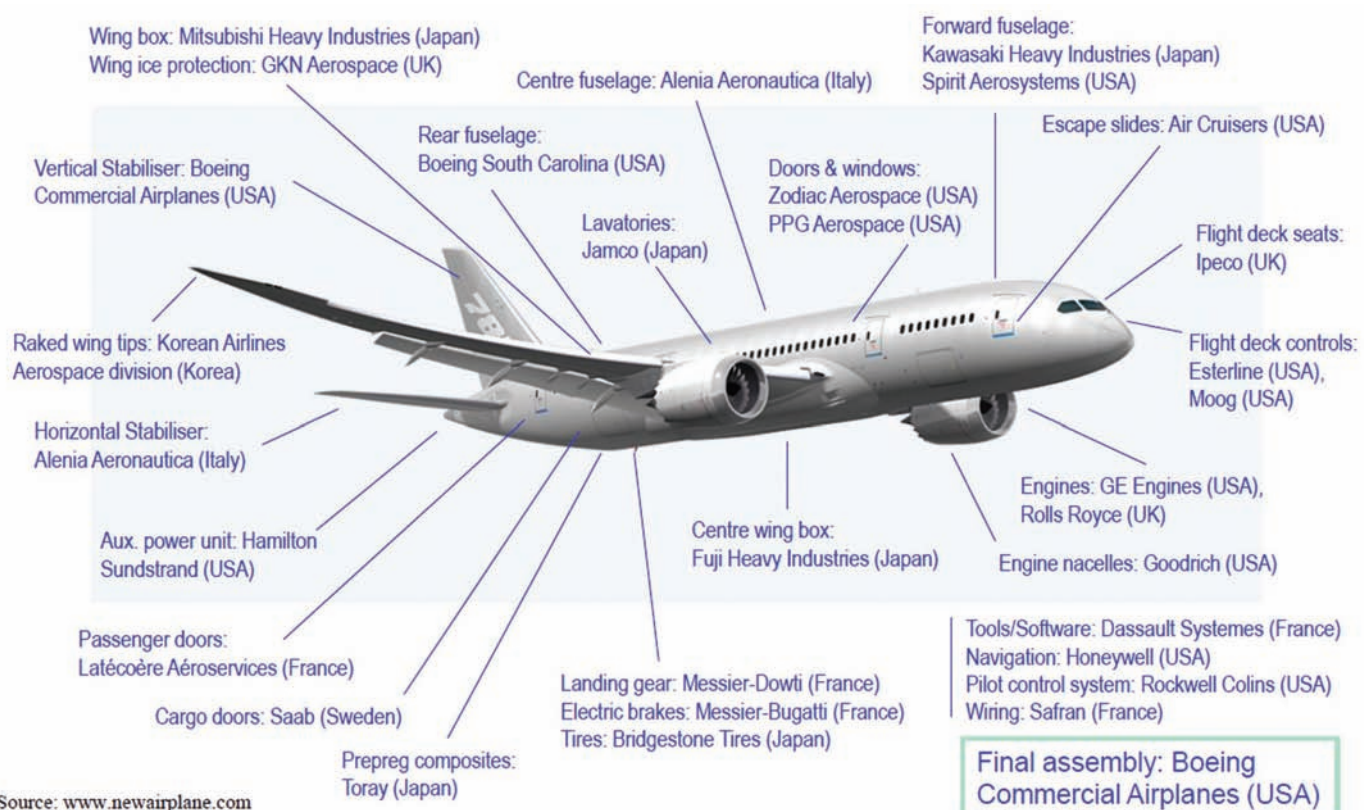 Wing box: Mitsubishi Heavy Industries (Japan)
Wing ice protection: GKN Aerospace (UK)
Forward fuselage:
Kawasaki Heavy Industries (Japan)
Spirit Aerosystems (USA)
Centre fuselage: Alenia Aeronautica (Italy)
Escape slides: Air Cruisers (USA)
Rear fuselage:
Boeing South Carolina (USA)
Vertical Stabiliser: Boeing
Commercial Airplanes (USA)
Doors & windows:
Zodiac Aerospace (USA)
PPG Aerospace (USA)
Lavatories:
Jamco (Japan)
Flight deck seats:
Ipeco (UK)
78
Raked wing tips: Korean Airlines
Aerospace division (Korea)
Flight deck controls:
Esterline (USA),
Moog (USA)
Horizontal Stabiliser:
Alenia Aeronautica (Italy)
Engines: GE Engines (USA),
Rolls Royce (UK)
Aux. power unit: Hamilton
Sundstrand (USA)
Centre wing box:
Fuji Heavy Industries (Japan)
Engine nacelles: Goodrich (USA)
Passenger doors:
Latécoère Aéroservices (France)
Tools/Software: Dassault Systemes (France)
Navigation: Honeywell (USA)
Pilot control system: Rockwell Colins (USA)
Wiring: Safran (France)
Landing gear: Messier-Dowti (France)
Electric brakes: Messier-Bugatti (France)
Tires: Bridgestone Tires (Japan)
Cargo doors: Saab (Sweden)
Prepreg composites:
Toray (Japan)
Final assembly: Boeing
Commercial Airplanes (USA)
Source: www.newairplane.com